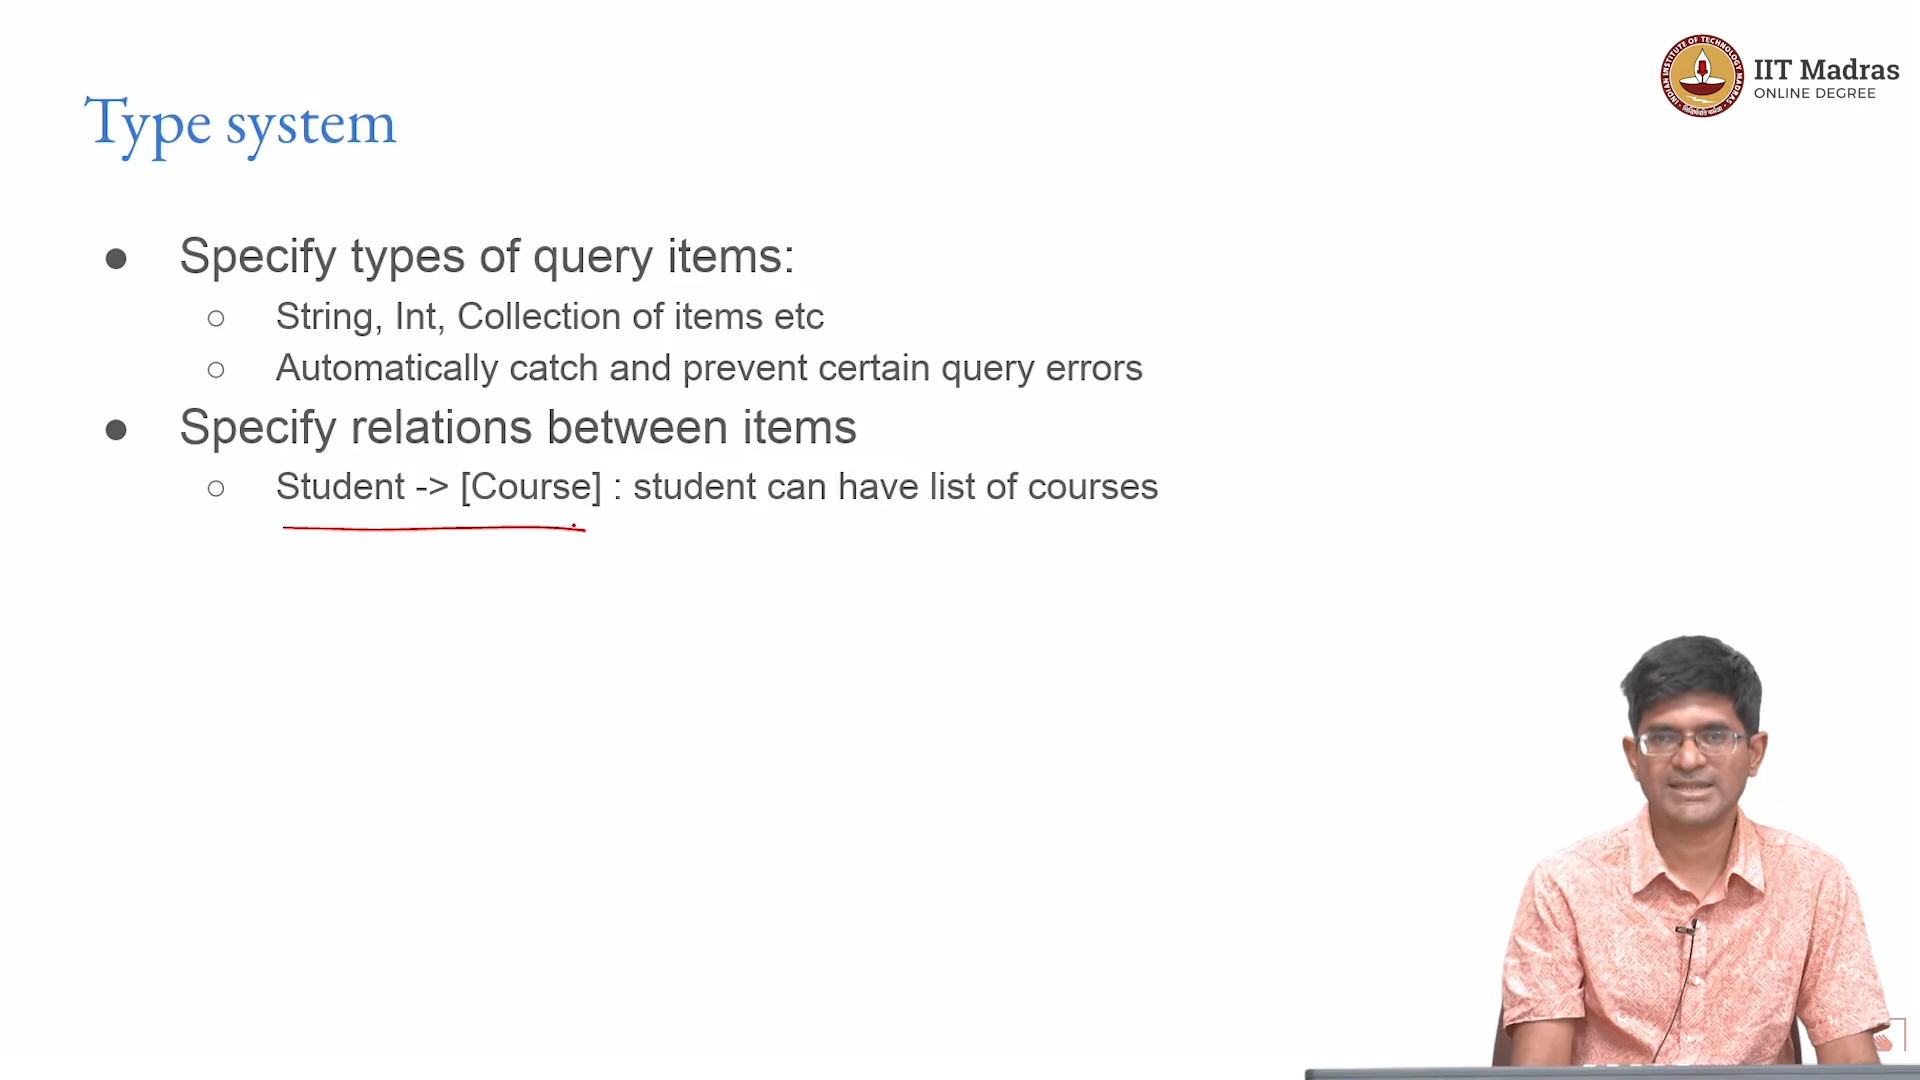 IIT Madras
ONLINE DEGREE
Type system
● Specify types of query items:
○ String, Int, Collection of items etc
○ Automatically catch and prevent certain query errors
● Specify relations between items
○ Student -> [Course] : student can have list of courses